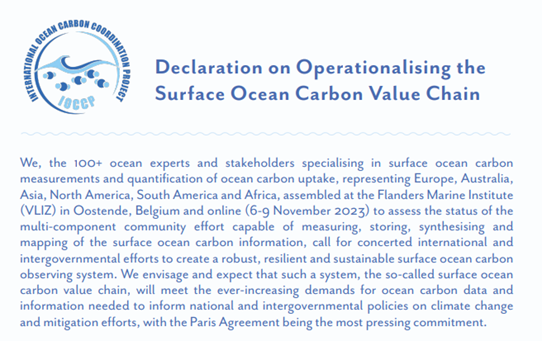 INTERNATIONAL OCEAN CARBON COORDINATION PROJECT
IOCCP
Declaration on Operationalising the
Surface Ocean Carbon Value Chain
We, the 100+ ocean experts and stakeholders specialising in surface ocean carbon
measurements and quantification of ocean carbon uptake, representing Europe, Australia,
Asia, North America, South America and Africa, assembled at the Flanders Marine Institute
(VLIZ) in Oostende, Belgium and online (6-9 November 2023) to assess the status of the
multi-component community effort capable of measuring, storing, synthesising and
mapping of the surface ocean carbon information, call for concerted international and
intergovernmental efforts to create a robust, resilient and sustainable surface ocean carbon
observing system. We envisage and expect that such a system, the so-called surface ocean
carbon value chain, will meet the ever-increasing demands for ocean carbon data and
information needed to inform national and intergovernmental policies on climate change
and mitigation efforts, with the Paris Agreement being the most pressing commitment.